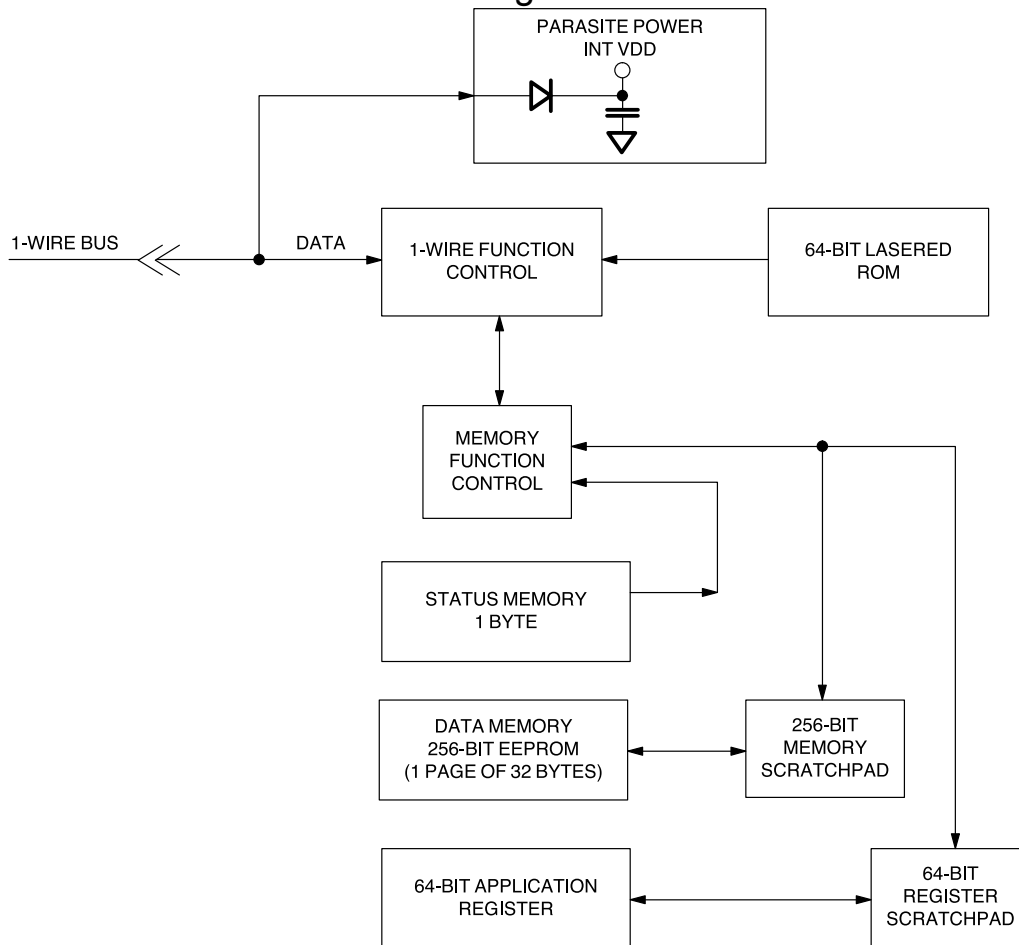 PARASITE POWER
INT VDD
1-WIRE BUS
DATA
1-WIRE FUNCTION
CONTROL
64-BIT LASERED
ROM
MEMORY
FUNCTION
CONTROL
STATUS MEMORY
1 BYTE
DATA MEMORY
256-BIT EEPROM
(1 PAGE OF 32 BYTES)
256-BIT
MEMORY
SCRATCHPAD
64-BIT APPLICATION
REGISTER
64-BIT
REGISTER
SCRATCHPAD